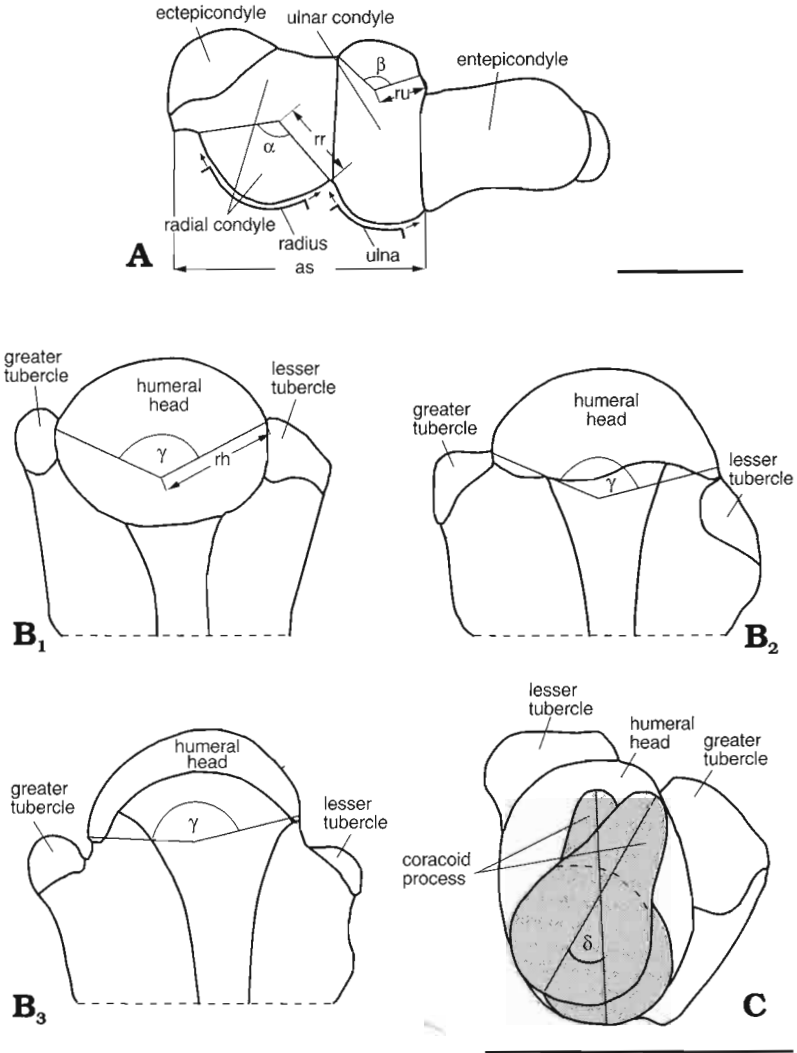 ectepicondyle
ulnar condyle
entepicondyle
β
ru
rr
α
radial condyle
radius
ulna
as
A
greater
tubercle
humeral
head
lesser
tubercle
γ
rh
B1
greater
tubercle
humeral
head
lesser
tubercle
γ
B2
greater
tubercle
humeral
head
lesser
tubercle
γ
B3
lesser
tubercle
humeral
head
greater
tubercle
coracoid
process
δ
C